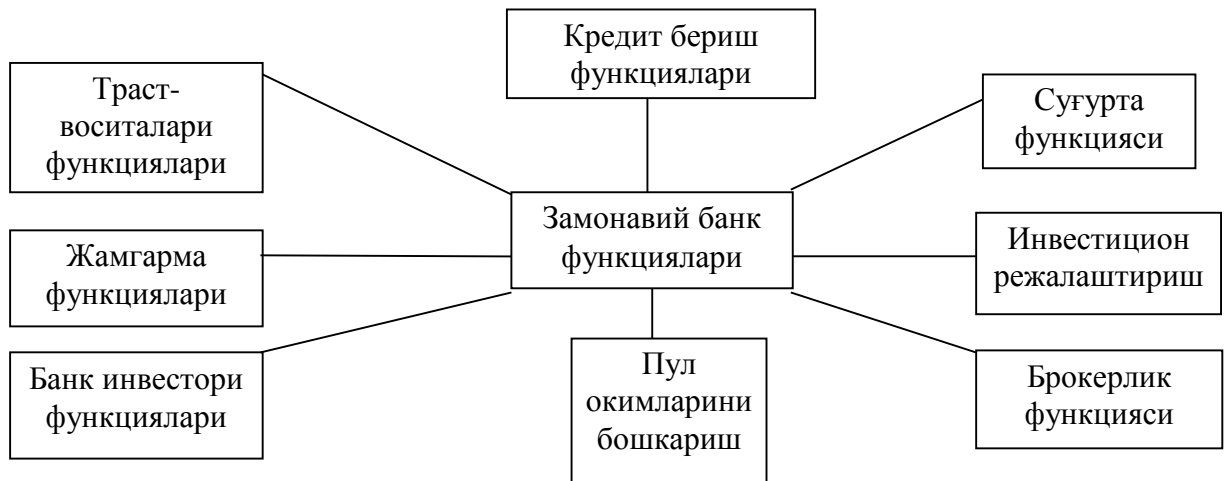 Кредит бериш
функциялари
Траст-
воситалари
функциялари
Суғурта
функцияси
Замонавий банк
функциялари
Жамгарма
функциялари
Инвестицион
режалаштириш
Банк инвестори
функциялари
Пул
окимларини
бошкариш
Брокерлик
функцияси